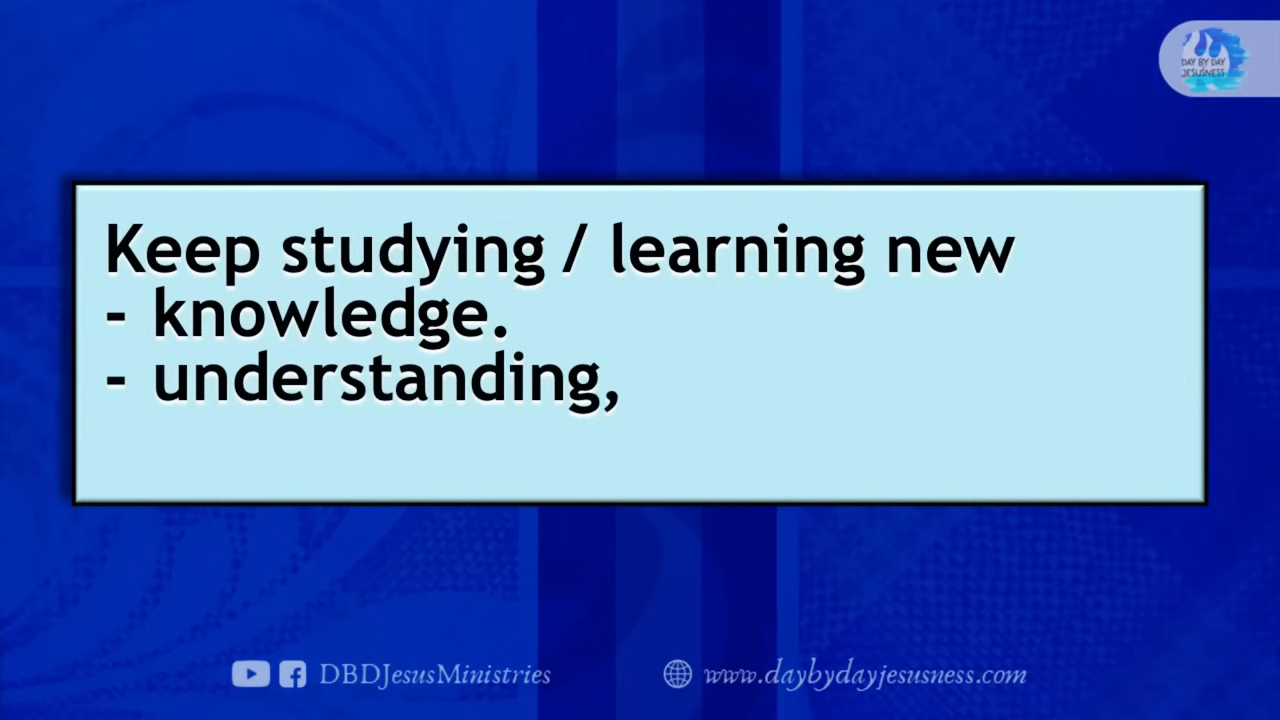 DAY BY DAY
JESUSNESS
Keep studying / learning new
- knowledge.
- understanding,
DBDJesusMinistries
www.daybydayjesusness.com